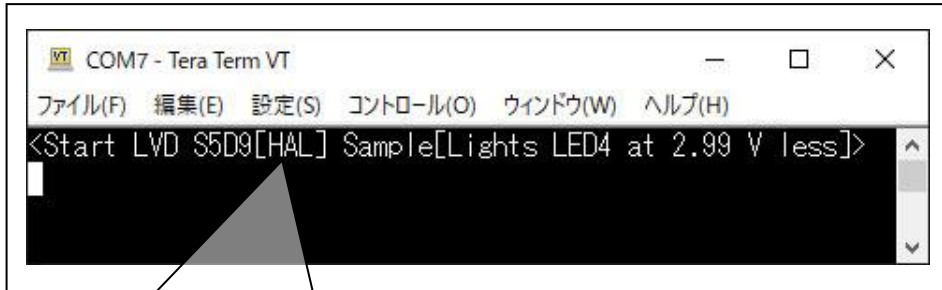 COM7 - Tera Term VT
ファイル(F) 編集(E) 設定(S) コントロール(O) ウィンドウ(W) ヘルプ(H)
<Start LVD S5D9[HAL] Sample[Lights LED4 at 2.99 V less]>